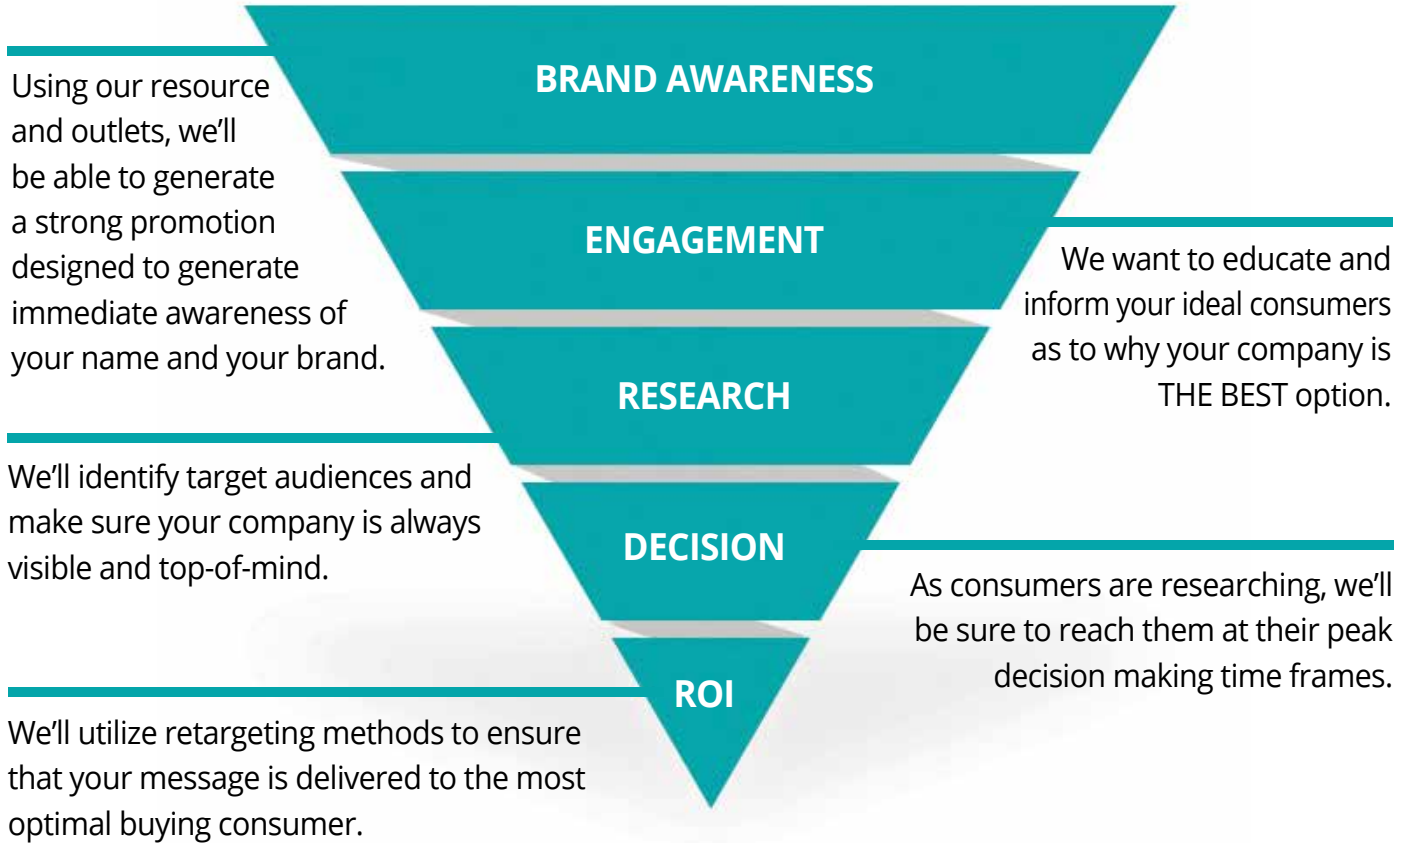 BRAND AWARENESS
Using our resource
and outlets, we’ll
be able to generate
a strong promotion
designed to generate
immediate awareness of
your name and your brand.
ENGAGEMENT
We want to educate and
inform your ideal consumers
as to why your company is
THE BEST option.
RESEARCH
We’ll identify target audiences and
make sure your company is always
visible and top-of-mind.
DECISION
As consumers are researching, we’ll
be sure to reach them at their peak
decision making time frames.
ROI
We’ll utilize retargeting methods to ensure
that your message is delivered to the most
optimal buying consumer.